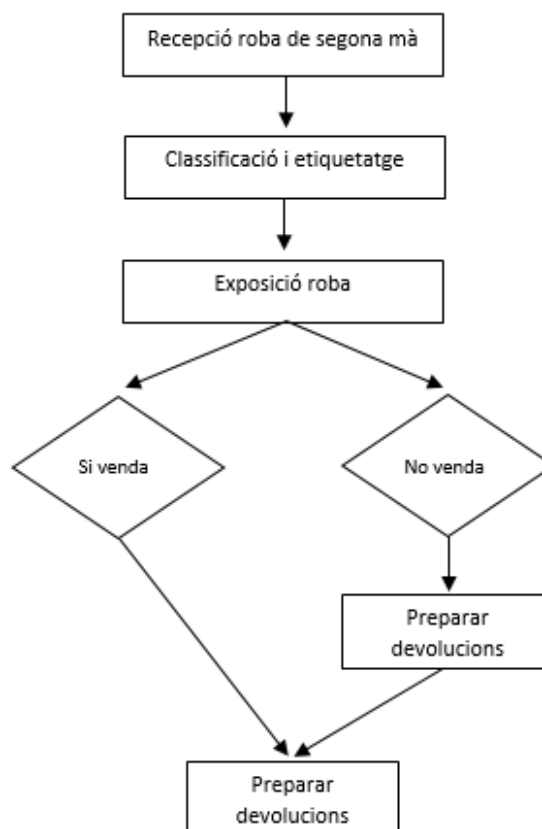 Recepció roba de segona mà
Classificació i etiquetatge
Exposició roba
Si venda
No venda
Preparar
devolucions
Preparar
devolucions